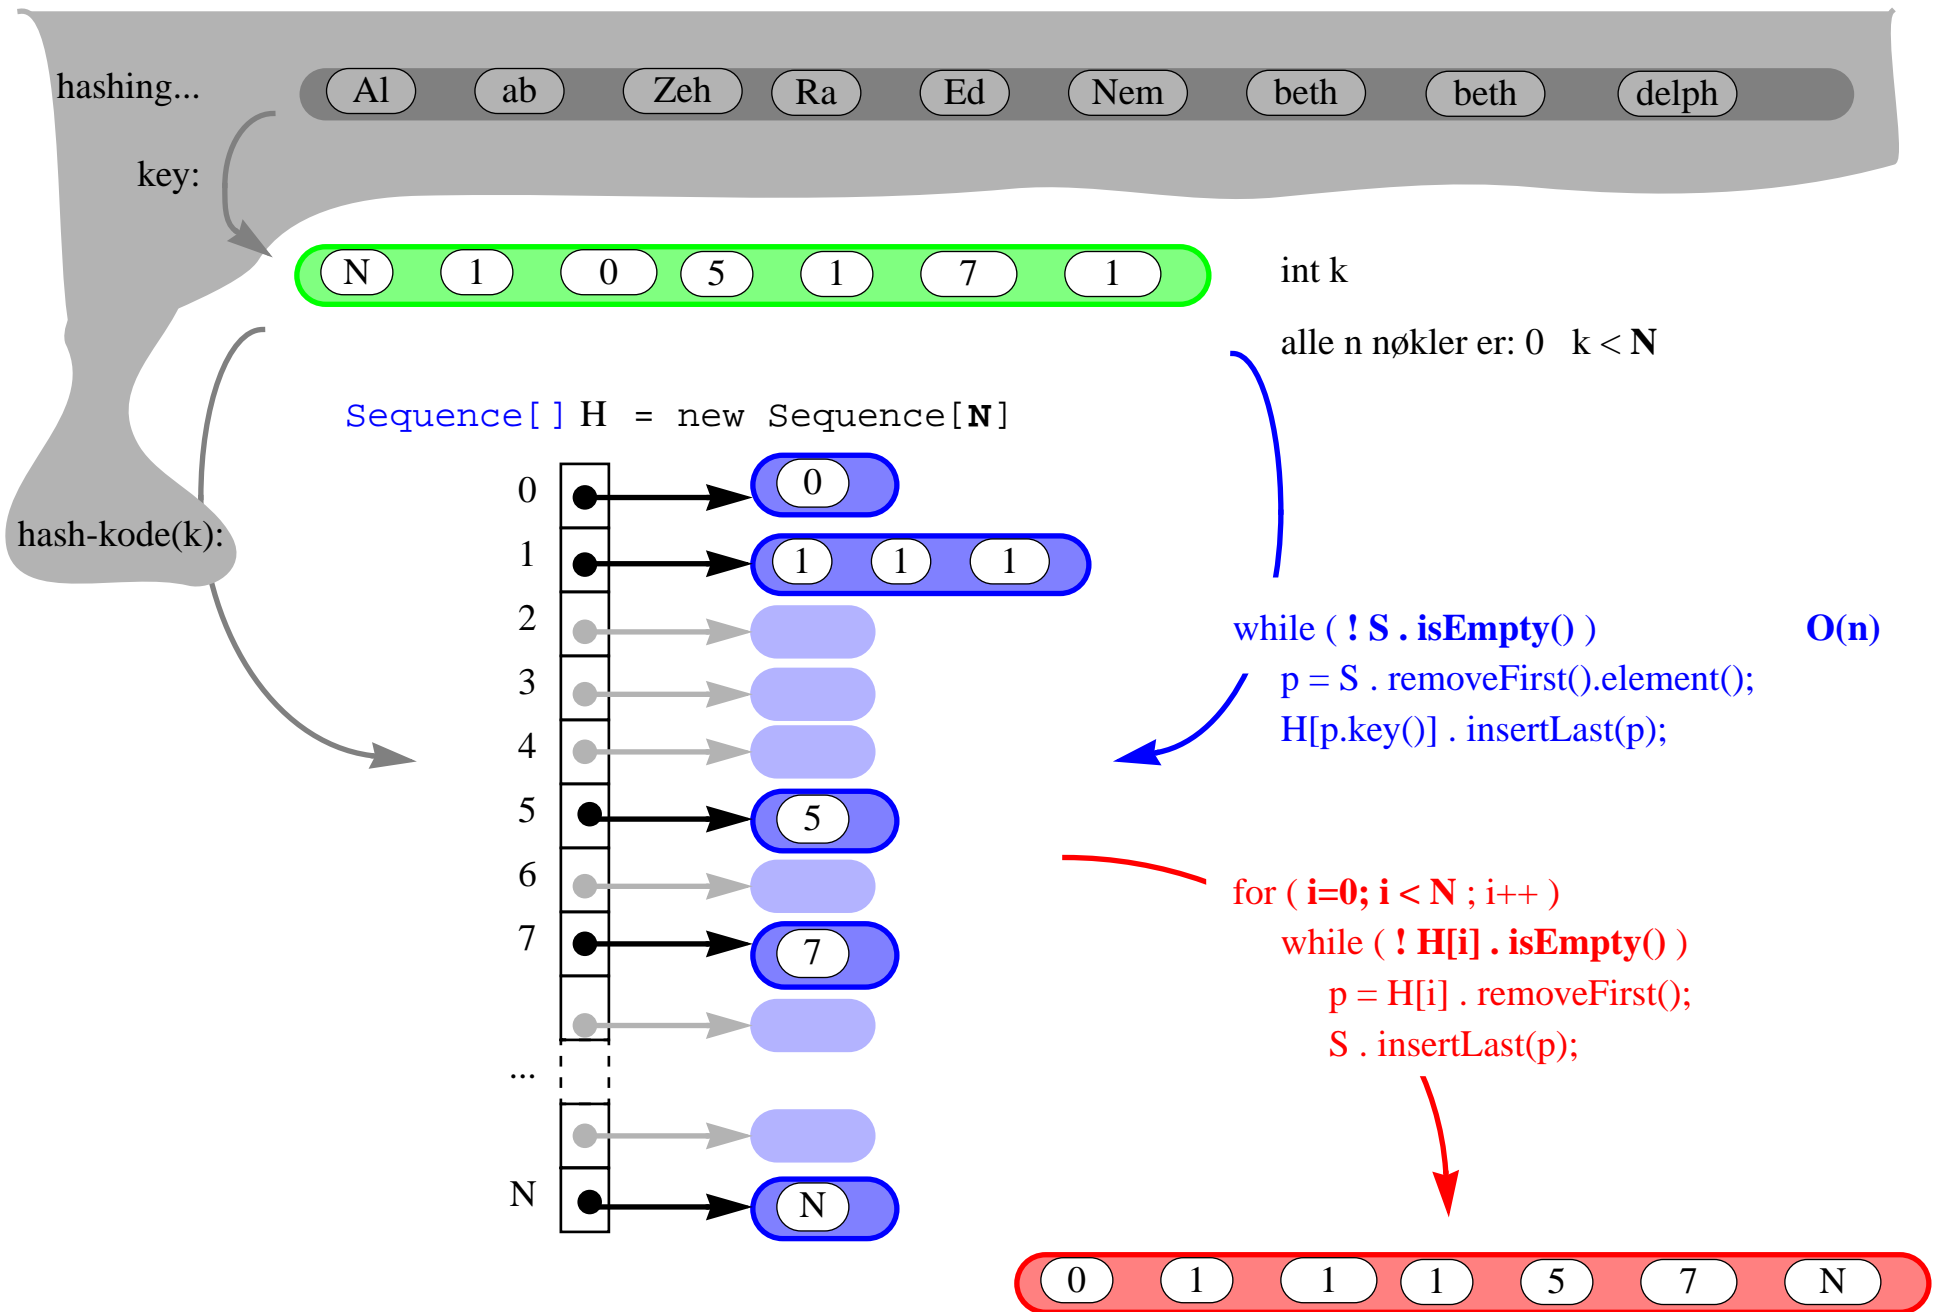 hashing... Al ab Zeh Ra Ed Nem beth beth delph
key:
N 1 0 5 1 7 1 int k
alle n nøkler er: 0 k < N
Sequence[] H = new Sequence[N]
0 0
hash-kode(k):
1 1 1 1
2
3
4
5 5
6
7 7
...
N N
while ( ! S . isEmpty() ) O(n)
p = S . removeFirst().element();
H[p.key()] . insertLast(p);
for ( i=0; i < N ; i++ )
while ( ! H[i] . isEmpty() )
p = H[i] . removeFirst();
S . insertLast(p);
0 1 1 1 5 7 N